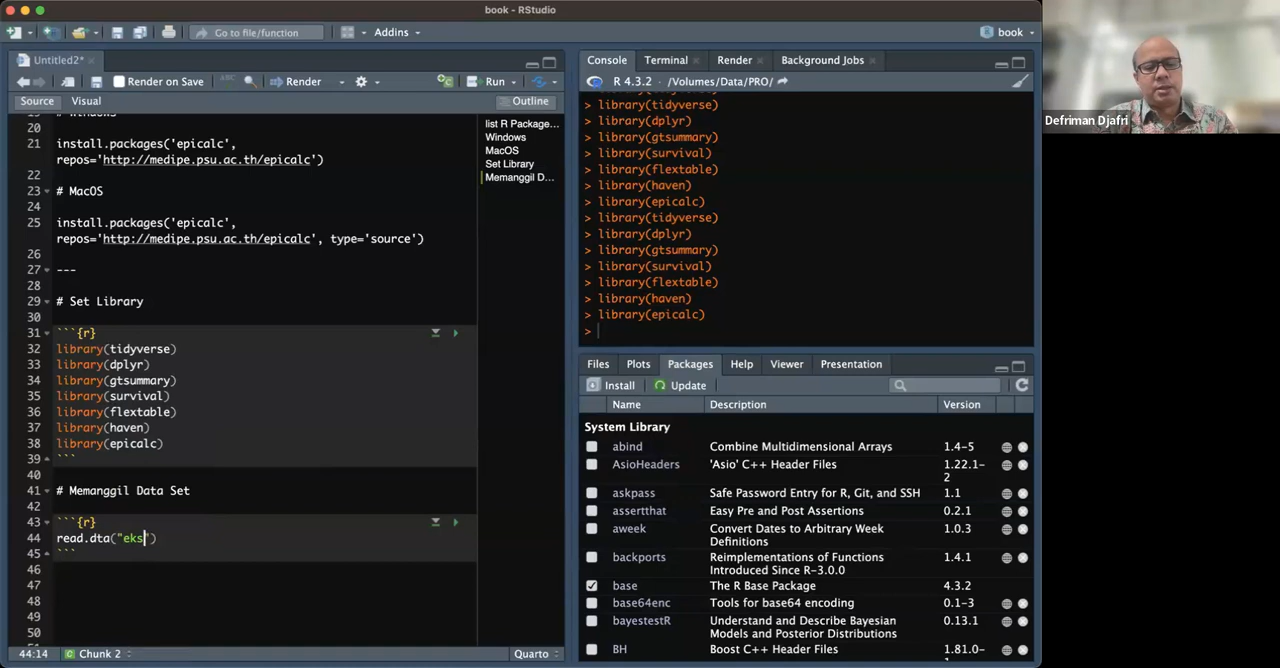 book - RStudio
Go to file/function
Addins
book
Untitled2*
Render on Save
ABC
Render
Run
Source
Visual
Outline
20
21
install.packages('epicalc',
repos='http://medipe.psu.ac.th/epicalc')
22
23
# MacOS
24
25
install.packages('epicalc',
repos='http://medipe.psu.ac.th/epicalc', type='source')
26
27
---
28
29
# Set Library
30
31
```{r}
32
library(tidyverse)
33
library(dplyr)
34
library(gtsummary)
35
library(survival)
36
library(flextable)
37
library(haven)
38
library(epicalc)
39
```
40
41
# Memanggil Data Set
42
43
```{r}
44
read.dta("eks")
45
```
46
47
48
49
50
list R Package...
Windows
MacOS
Set Library
Memanggil D...
44:14
Chunk 2
Quarto
Console
Terminal
Render
Background Jobs
R 4.3.2 · /Volumes/Data/PRO/
> library(tidyverse)
> library(dplyr)
> library(gtsummary)
> library(survival)
> library(flextable)
> library(haven)
> library(epicalc)
> library(tidyverse)
> library(dplyr)
> library(gtsummary)
> library(survival)
> library(flextable)
> library(haven)
> library(epicalc)
>
Files
Plots
Packages
Help
Viewer
Presentation
Install
Update
Name
Description
Version
System Library
abind
Combine Multidimensional Arrays
1.4-5
AsioHeaders
'Asio' C++ Header Files
1.22.1-
2
askpass
Safe Password Entry for R, Git, and SSH
1.1
assertthat
Easy Pre and Post Assertions
0.2.1
aweek
Convert Dates to Arbitrary Week
Definitions
1.0.3
backports
Reimplementations of Functions
Introduced Since R-3.0.0
1.4.1
base
The R Base Package
4.3.2
base64enc
Tools for base64 encoding
0.1-3
bayestestR
Understand and Describe Bayesian
Models and Posterior Distributions
0.13.1
BH
Boost C++ Header Files
1.81.0-
Defriman Djafri